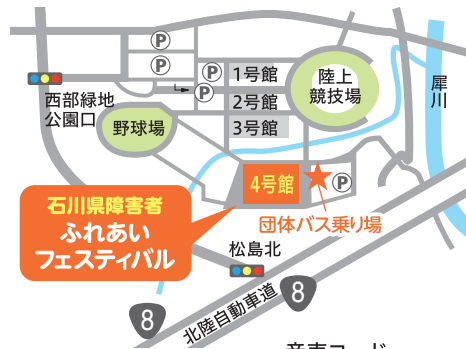 P
P
P
P
1号館
2号館
3号館
陸上
競技場
犀川
西部緑地
公園口
野球場
4号館
P
石川県障害者
ふれあい
フェスティバル
団体バス乗り場
松島北
8
8
北陸自動車道